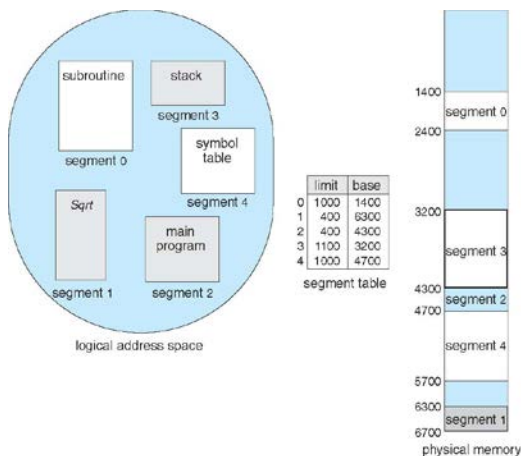 subroutine
segment 0
stack
segment 3
symbol
table
segment 4
Sqrt
segment 1
main
program
segment 2
logical address space
limit base
0 1000 1400
1 400 6300
2 400 4300
3 1100 3200
4 1000 4700
segment table
1400
segment 0
2400
3200
segment 3
4300
segment 2
4700
segment 4
5700
6300
segment 1
6700
physical memory